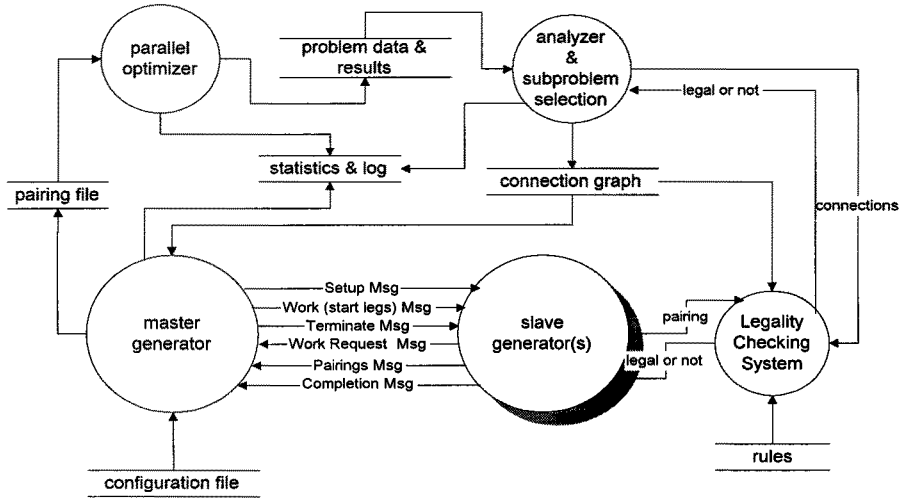 parallel
optimizer
problem data &
results
analyzer
&
subproblem
selection
legal or not
statistics & log
pairing file
connection graph
connections
Setup Msg
Work (start legs) Msg
Terminate Msg
Work Request Msg
Pairings Msg
Completion Msg
master
generator
slave
generator(s)
pairing
legal or not
Legality
Checking
System
configuration file
rules